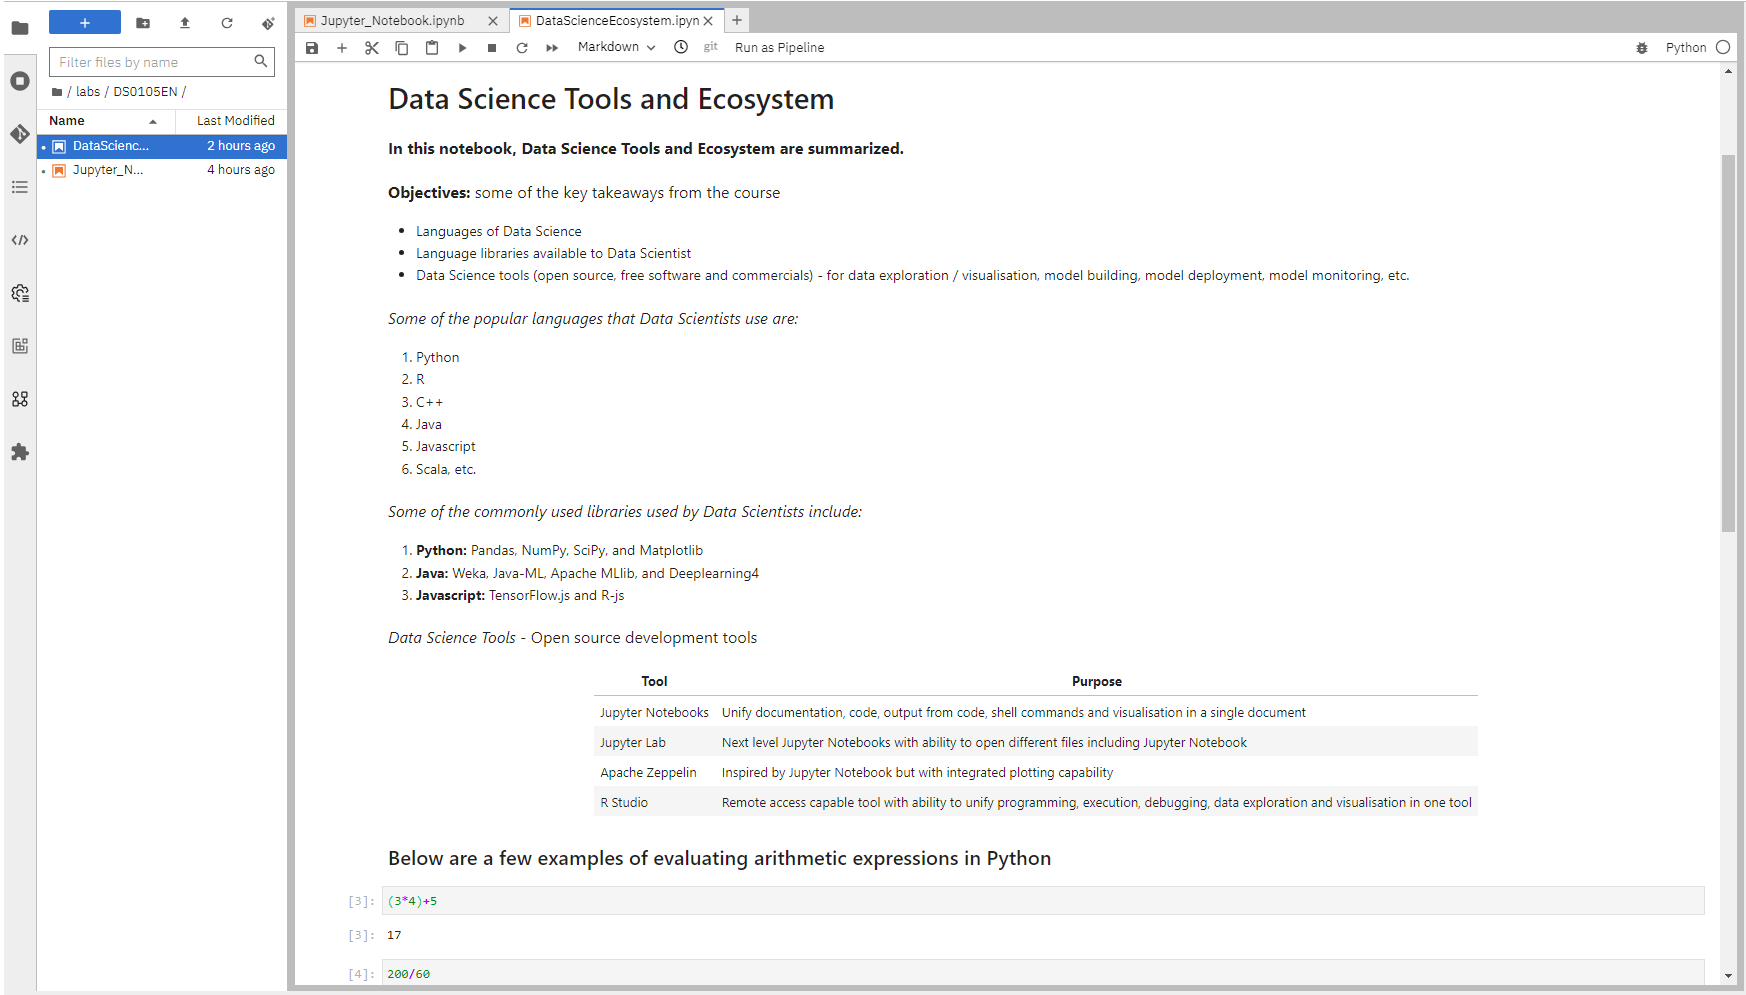 Jupyter_Notebook.ipynb
DataScienceEcosystem.ipyn
Markdown
git
Run as Pipeline
Python
Filter files by name
/ labs / DS0105EN /
Name Last Modified
DataScienc... 2 hours ago
Jupyter_N... 4 hours ago
Data Science Tools and Ecosystem
In this notebook, Data Science Tools and Ecosystem are summarized.
Objectives: some of the key takeaways from the course
• Languages of Data Science
• Language libraries available to Data Scientist
• Data Science tools (open source, free software and commercials) - for data exploration / visualisation, model building, model deployment, model monitoring, etc.
Some of the popular languages that Data Scientists use are:
1. Python
2. R
3. C++
4. Java
5. Javascript
6. Scala, etc.
Some of the commonly used libraries used by Data Scientists include:
1. Python: Pandas, NumPy, SciPy, and Matplotlib
2. Java: Weka, Java-ML, Apache MLlib, and Deeplearning4
3. Javascript: TensorFlow.js and R-js
Data Science Tools - Open source development tools
Tool Purpose
Jupyter Notebooks Unify documentation, code, output from code, shell commands and visualisation in a single document
Jupyter Lab Next level Jupyter Notebooks with ability to open different files including Jupyter Notebook
Apache Zeppelin Inspired by Jupyter Notebook but with integrated plotting capability
R Studio Remote access capable tool with ability to unify programming, execution, debugging, data exploration and visualisation in one tool
Below are a few examples of evaluating arithmetic expressions in Python
[3]: (3*4)+5
[3]: 17
[4]: 200/60